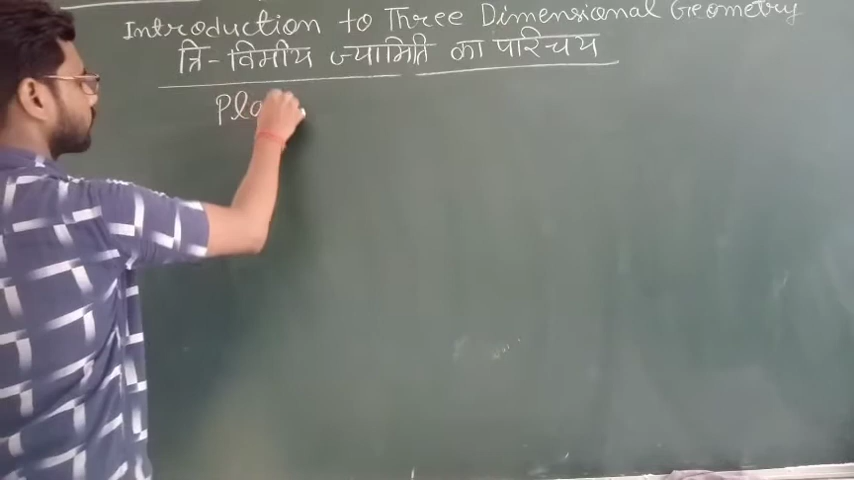 Introduction to Three Dimensional Geometry
त्रि-विमीय ज्यामिति का परिचय
Pla